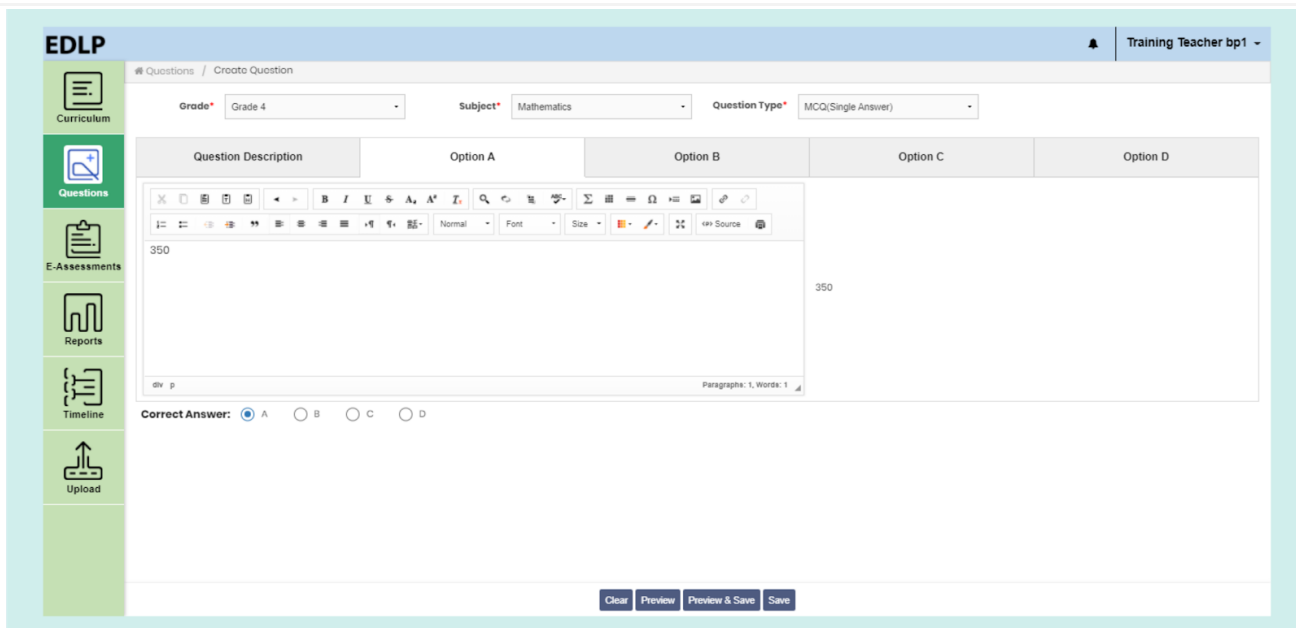 EDLP
Training Teacher bp1
Questions / Create Question
Curriculum
Grade* Grade 4 Subject* Mathematics Question Type* MCQ(Single Answer)
Question Description Option A Option B Option C Option D
Questions
B I U S
Normal Font Size Source
350
350
E-Assessments
Reports
div p Paragraphs: 1, Words: 1
Timeline
Correct Answer: A B C D
Upload
Clear Preview Preview & Save Save